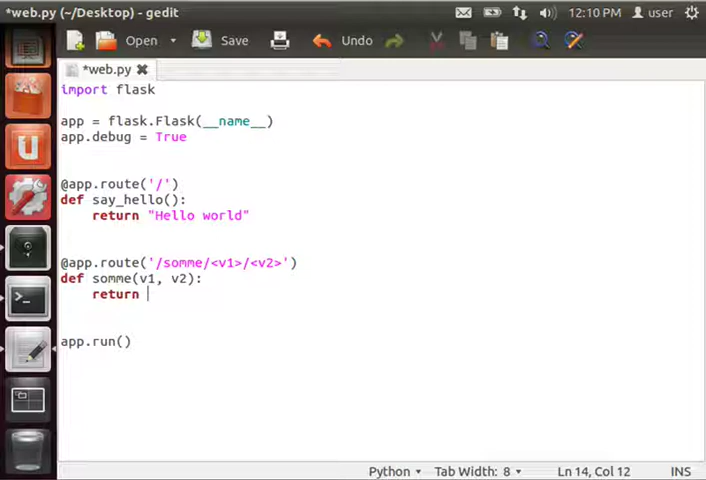 *web.py (~/Desktop) - gedit
12:10 PM user
Open Save Undo
*web.py
import flask
app = flask.Flask(__name__)
app.debug = True
@app.route('/')
def say_hello():
    return "Hello world"
@app.route('/somme/<v1>/<v2>')
def somme(v1, v2):
    return
app.run()
Python Tab Width: 8 Ln 14, Col 12 INS